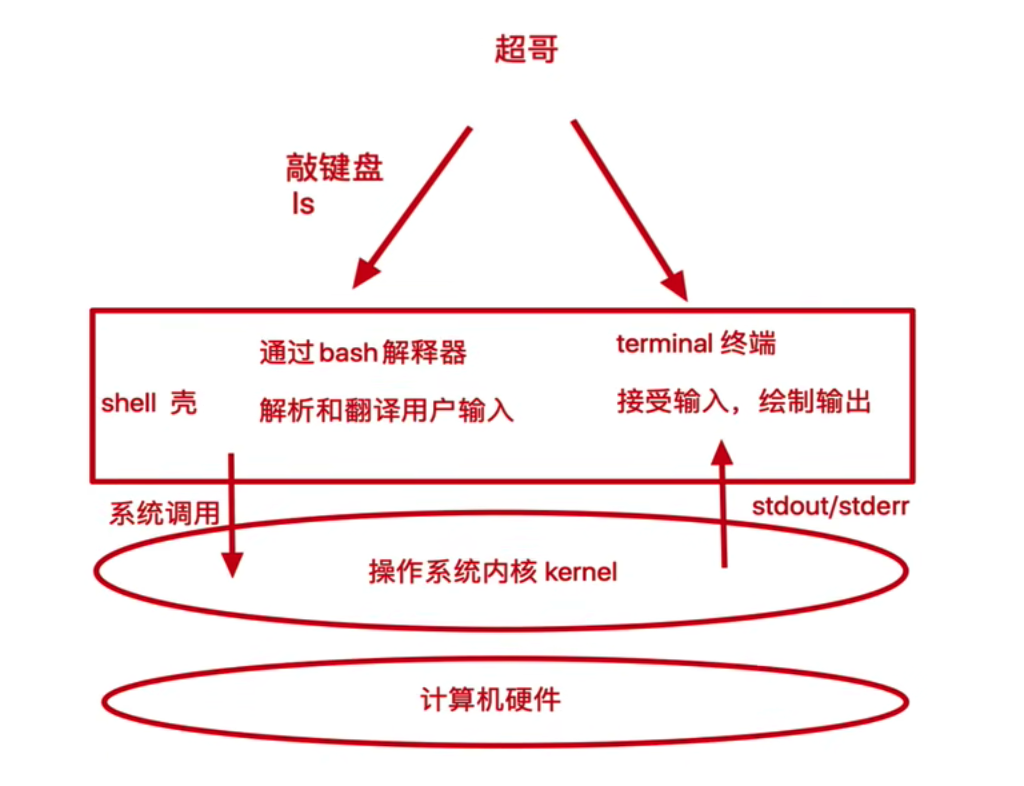 超哥
敲键盘
ls
通过bash解释器
terminal 终端
shell 壳
解析和翻译用户输入
接受输入，绘制输出
系统调用
stdout/stderr
操作系统内核 kernel
计算机硬件